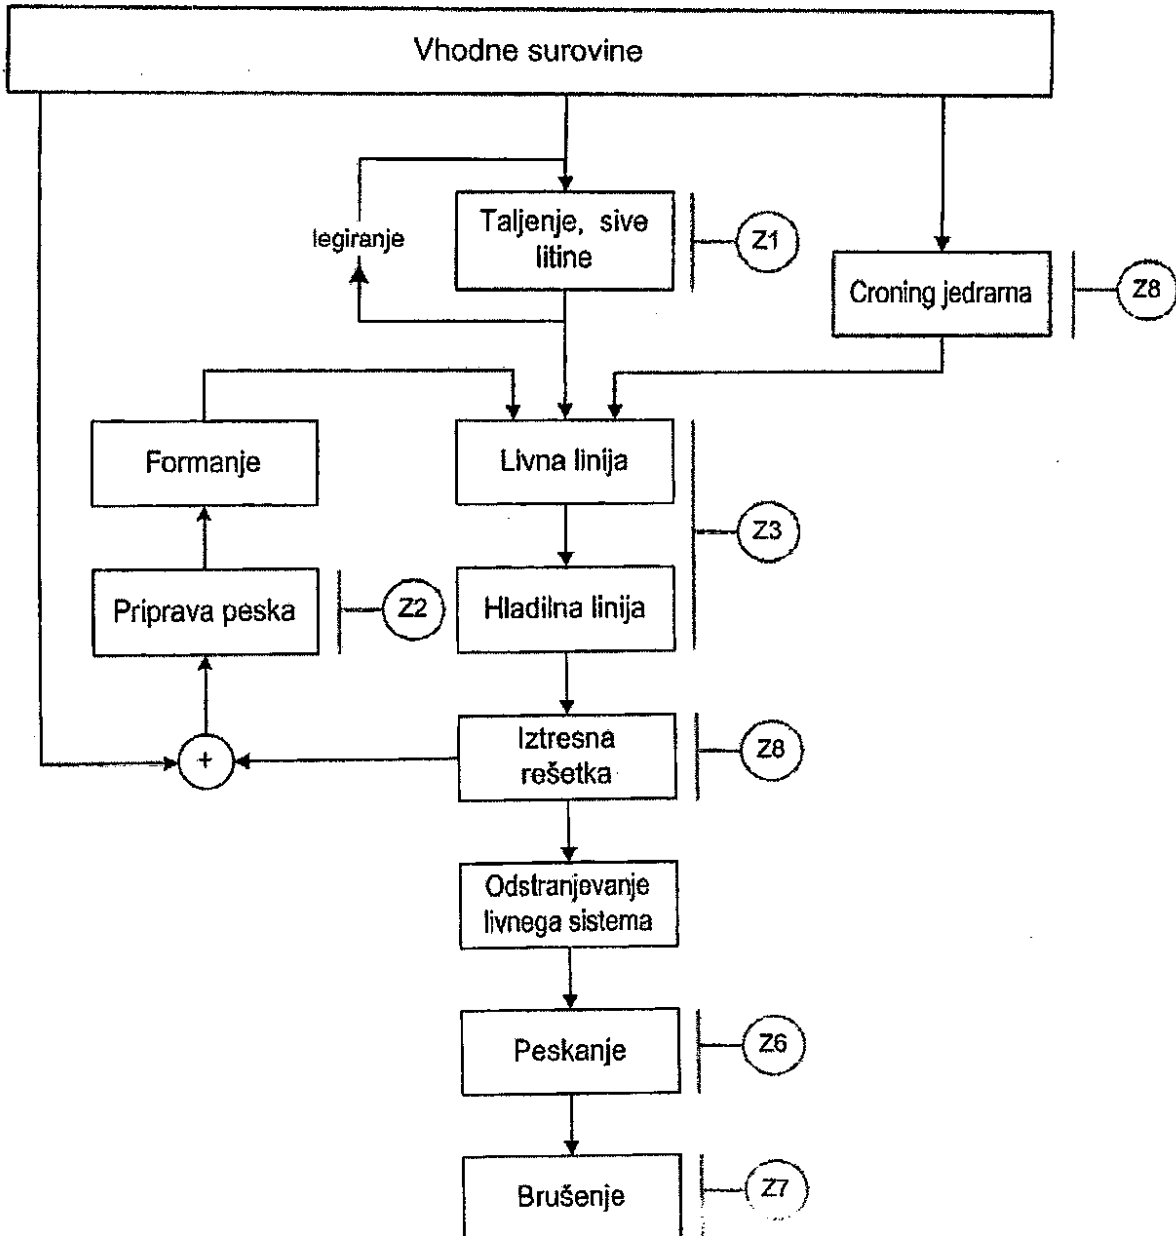 Vhodne surovine
Taljenje, sive
litine
Z1
legiranje
Croning jedrarna
Z8
Formanje
Livna linija
Z3
Priprava peska
Z2
Hladilna linija
+
Iztresna
rešetka
Z8
Odstranjevanje
livnega sistema
Peskanje
Z6
Brušenje
Z7